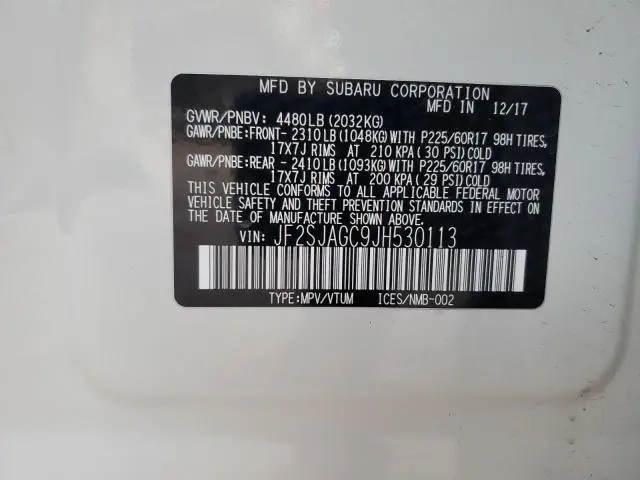 MFD BY SUBARU CORPORATION
MFD IN 12/17
GVWR/PNBV: 4480LB(2032KG)
GAWR/PNBE:FRONT- 2310LB(1048KG)WITH P225/60R17 98H TIRES,
17X7J RIMS AT 210 KPA(30 PSI)COLD
GAWR/PNBE:REAR - 2410LB(1093KG)WITH P225/60R17 98H TIRES,
17X7J RIMS AT 200 KPA(29 PSI)COLD
THIS VEHICLE CONFORMS TO ALL APPLICABLE FEDERAL MOTOR
VEHICLE SAFETY AND THEFT PREVENTION STANDARDS IN EFFECT
ON THE DATE OF MANUFACTURE SHOWN ABOVE.
VIN: JF2SJAGC9JH530113
TYPE:MPV/VTUM ICES/NMB-002